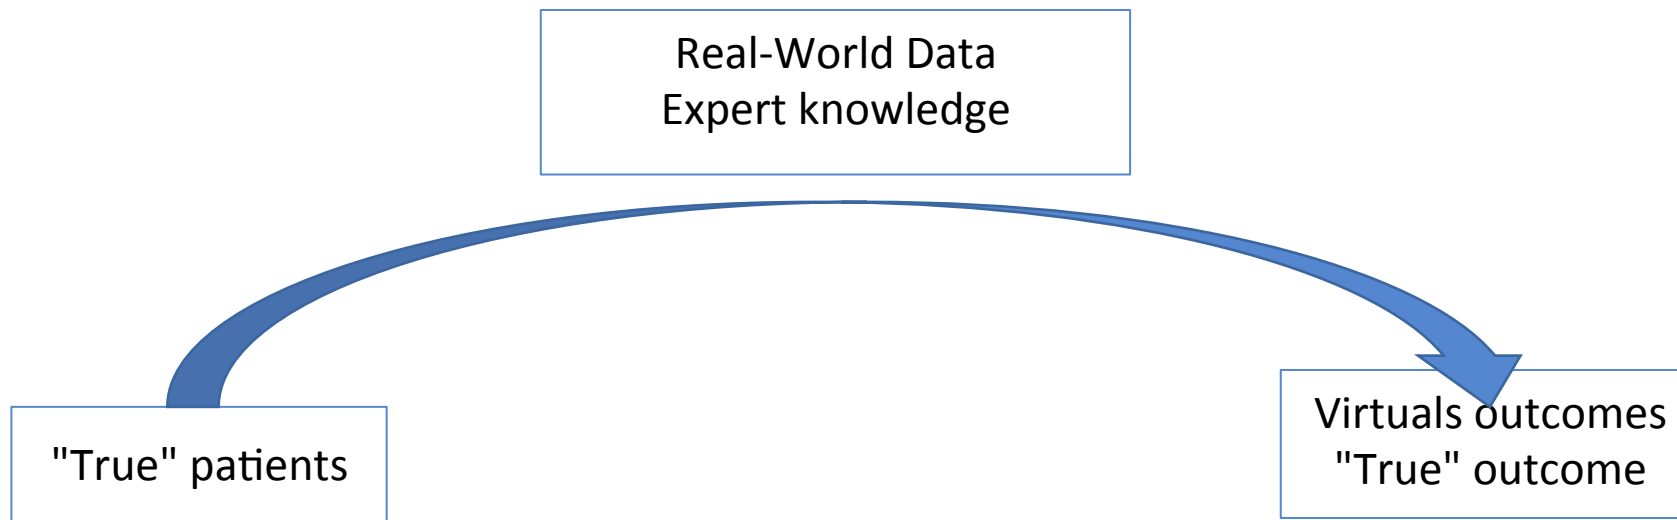 Real-World Data
Expert knowledge
"True" patients
Virtuals outcomes
"True" outcome